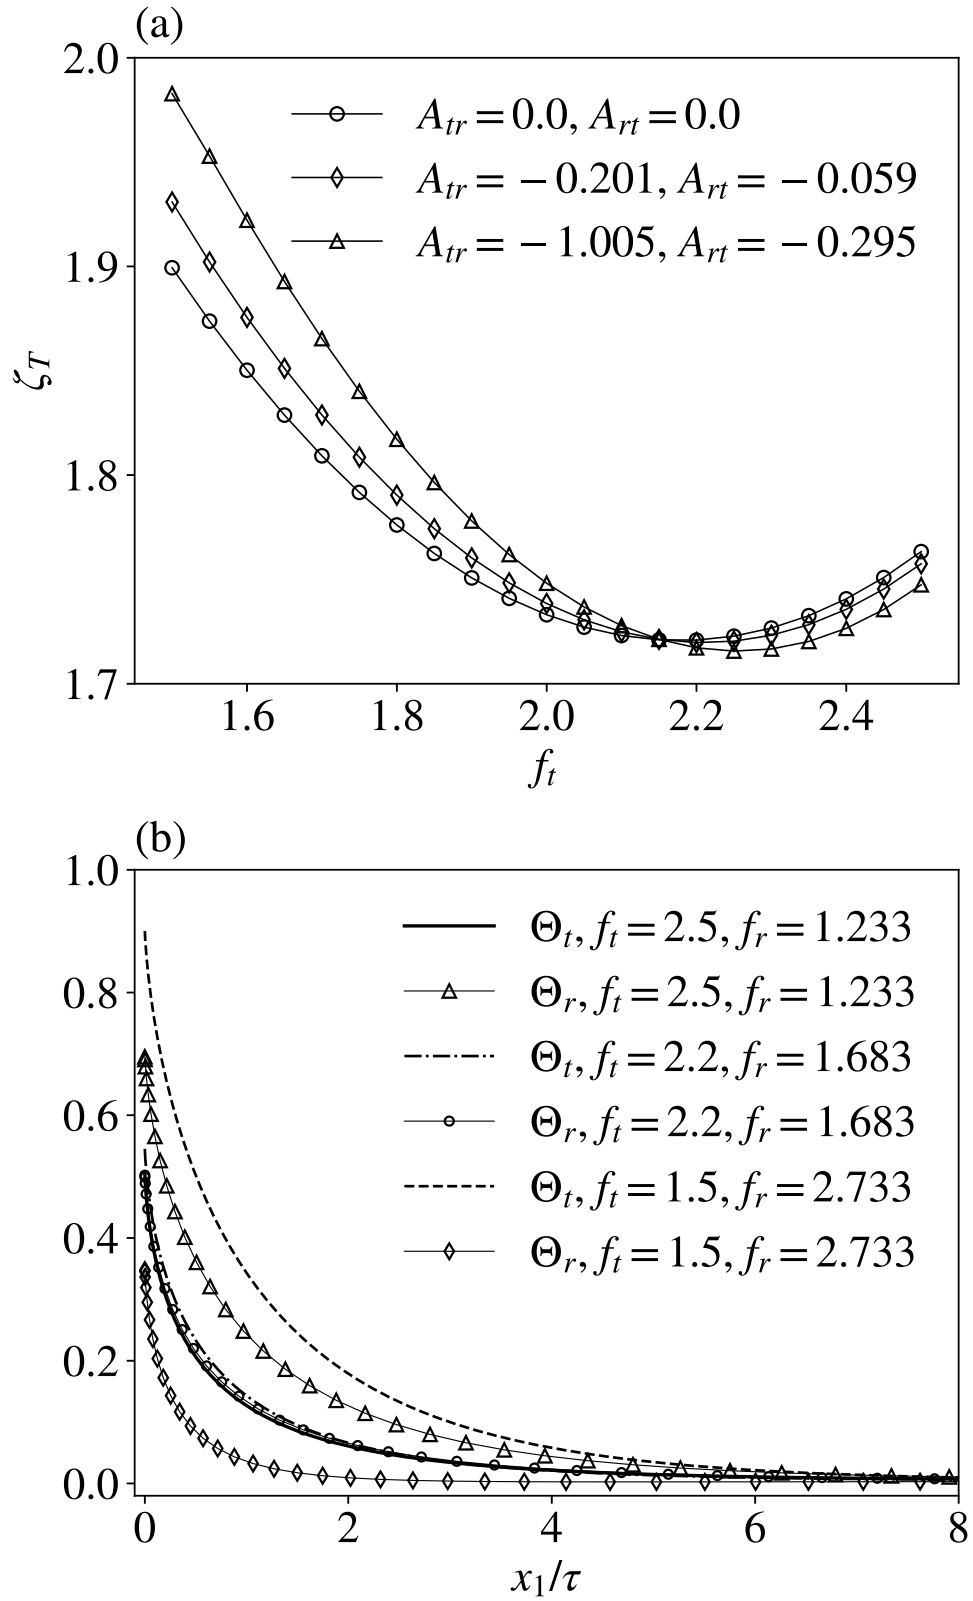 (a)
2.0
1.9
1.8
1.7
ζ_T
A_tr = 0.0, A_rt = 0.0
A_tr = −0.201, A_rt = −0.059
A_tr = −1.005, A_rt = −0.295
1.6 1.8 2.0 2.2 2.4
f_t
(b)
1.0
0.8
0.6
0.4
0.2
0.0
Θ_t, f_t = 2.5, f_r = 1.233
Θ_r, f_t = 2.5, f_r = 1.233
Θ_t, f_t = 2.2, f_r = 1.683
Θ_r, f_t = 2.2, f_r = 1.683
Θ_t, f_t = 1.5, f_r = 2.733
Θ_r, f_t = 1.5, f_r = 2.733
0 2 4 6 8
x_1/τ